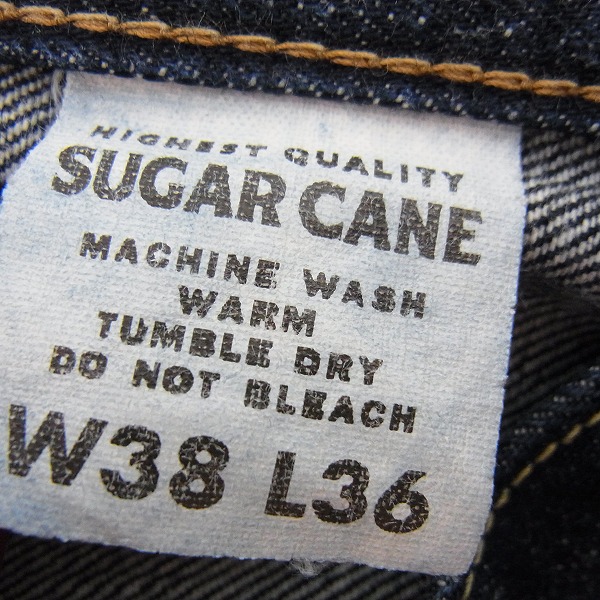 HIGHEST QUALITY
SUGAR CANE
MACHINE WASH
WARM
TUMBLE DRY
DO NOT BLEACH
W38 L36